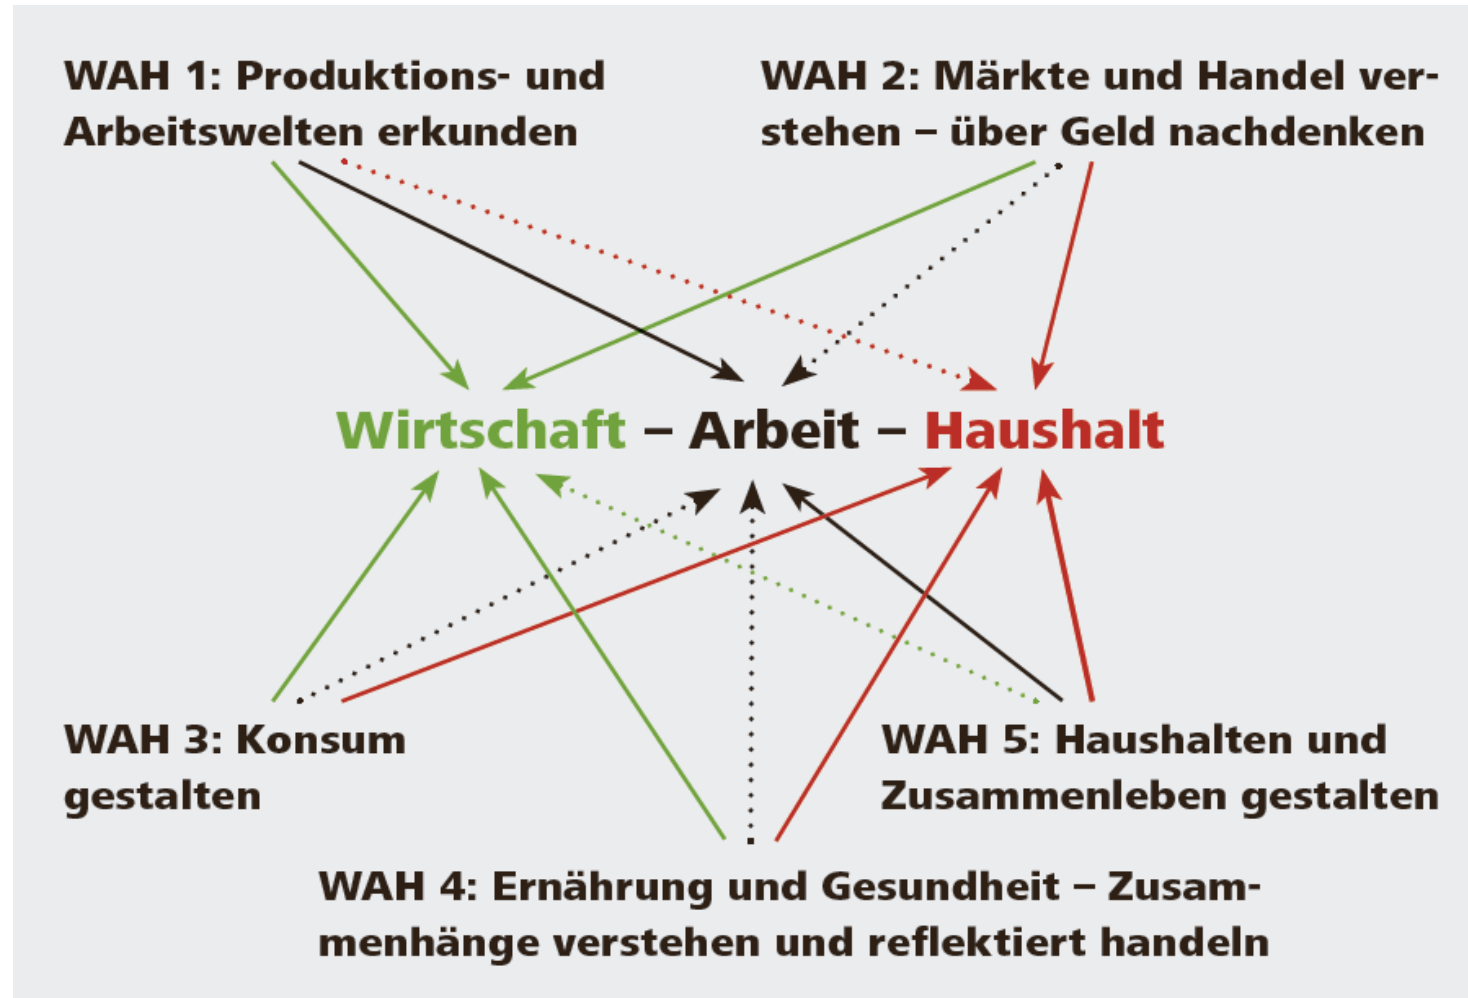 WAH 1: Produktions- und
Arbeitswelten erkunden
WAH 2: Märkte und Handel ver-
stehen – über Geld nachdenken
Wirtschaft – Arbeit – Haushalt
WAH 3: Konsum
gestalten
WAH 5: Haushalten und
Zusammenleben gestalten
WAH 4: Ernährung und Gesundheit – Zusam-
menhänge verstehen und reflektiert handeln